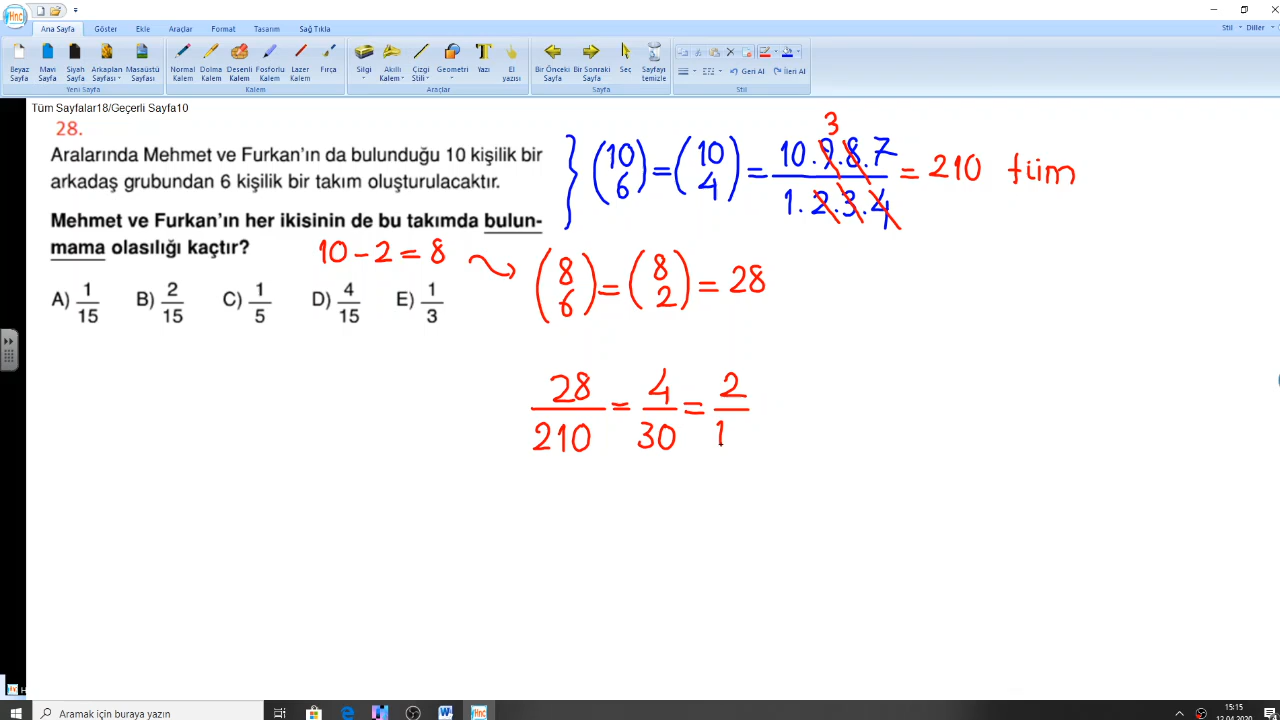 Ana Sayfa Göster Ekle Araçlar Format Tasarım Sağ Tıkla
Stil Diller
Beyaz Sayfa Mavi Sayfa Siyah Sayfa Arkaplan Sayfası Masaüstü Sayfası
Normal Kalem Dolma Kalem Desenli Kalem Fosforlu Kalem Lazer Kalem Fırça
Silgi Akıllı Kalem Çizgi Stili Geometri Yazı El yazısı
Bir Önceki Sayfa Bir Sonraki Sayfa Seç Sayfayı temizle
Geri Al İleri Al
Yeni Sayfa Kalem Araçlar Sayfa Stil
Tüm Sayfalar18/Geçerli Sayfa10
28.
Aralarında Mehmet ve Furkan'ın da bulunduğu 10 kişilik bir
arkadaş grubundan 6 kişilik bir takım oluşturulacaktır.
Mehmet ve Furkan'ın her ikisinin de bu takımda bulun-
mama olasılığı kaçtır?
A) 1/15 B) 2/15 C) 1/5 D) 4/15 E) 1/3
(10 6) = (10 4) = 10.9.8.7 / 1.2.3.4 = 210 tüm
3
10 - 2 = 8
(8 6) = (8 2) = 28
28/210 = 4/30 = 2/1
Aramak için buraya yazın
15:15
12.04.2020